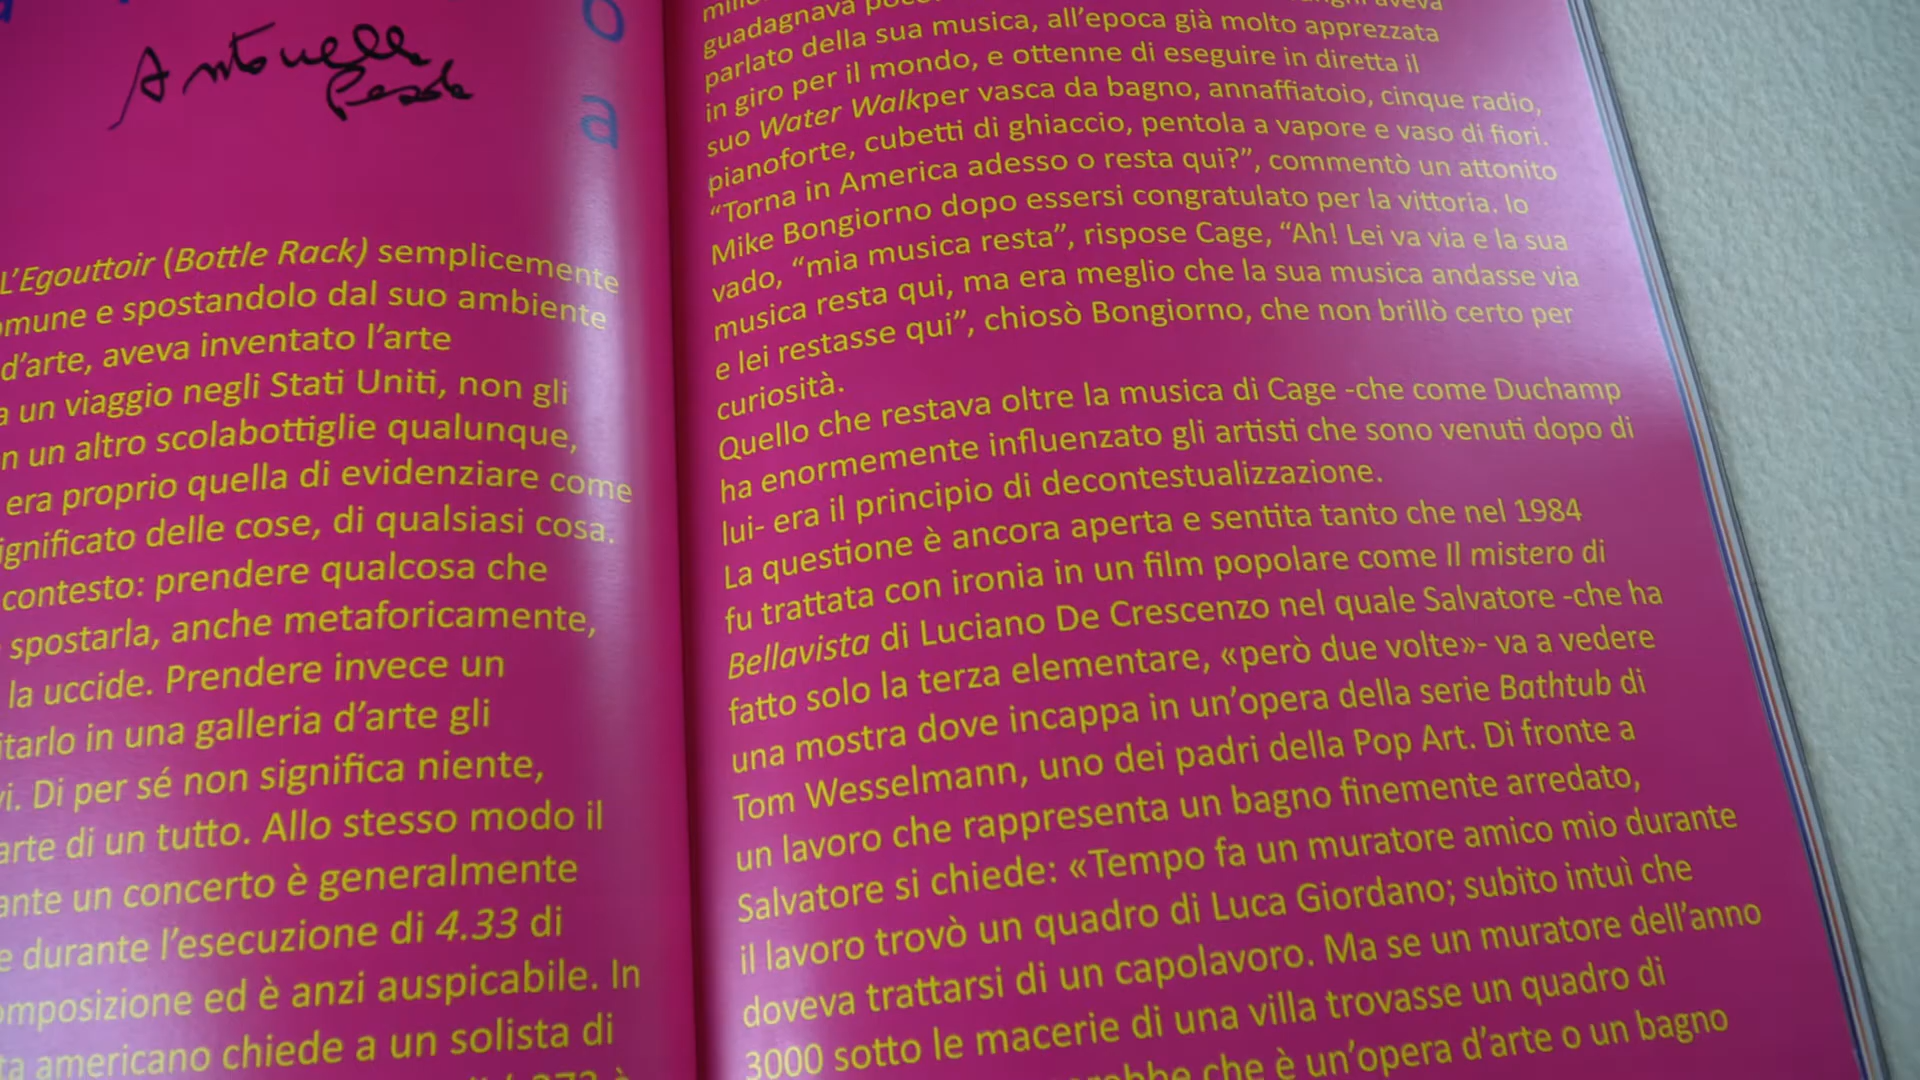 o
a
Antonella
L’Egouttoir (Bottle Rack) semplicemente
e spostandolo dal suo ambiente
d’arte, aveva inventato l’arte
a un viaggio negli Stati Uniti, non gli
un altro scolabottiglie qualunque,
era proprio quella di evidenziare come
delle cose, di qualsiasi cosa.
contesto: prendere qualcosa che
spostarla, anche metaforicamente,
la uccide. Prendere invece un
in una galleria d’arte gli
Di per sé non significa niente,
di un tutto. Allo stesso modo il
un concerto è generalmente
durante l’esecuzione di 4.33 di
ed è anzi auspicabile. In
americano chiede a un solista di
guadagnava
parlato della sua musica, all’epoca già molto apprezzata
in giro per il mondo, e ottenne di eseguire in diretta il
suo Water Walkper vasca da bagno, annaffiatoio, cinque radio,
pianoforte, cubetti di ghiaccio, pentola a vapore e vaso di fiori.
“Torna in America adesso o resta qui?”, commentò un attonito
Mike Bongiorno dopo essersi congratulato per la vittoria. Io
vado, “mia musica resta”, rispose Cage, “Ah! Lei va via e la sua
musica resta qui, ma era meglio che la sua musica andasse via
e lei restasse qui”, chiosò Bongiorno, che non brillò certo per
curiosità.
Quello che restava oltre la musica di Cage -che come Duchamp
ha enormemente influenzato gli artisti che sono venuti dopo di
lui- era il principio di decontestualizzazione.
La questione è ancora aperta e sentita tanto che nel 1984
fu trattata con ironia in un film popolare come Il mistero di
Bellavista di Luciano De Crescenzo nel quale Salvatore -che ha
fatto solo la terza elementare, «però due volte»- va a vedere
una mostra dove incappa in un’opera della serie Bathtub di
Tom Wesselmann, uno dei padri della Pop Art. Di fronte a
un lavoro che rappresenta un bagno finemente arredato,
Salvatore si chiede: «Tempo fa un muratore amico mio durante
il lavoro trovò un quadro di Luca Giordano; subito intuì che
doveva trattarsi di un capolavoro. Ma se un muratore dell’anno
3000 sotto le macerie di una villa trovasse un quadro di
che è un’opera d’arte o un bagno